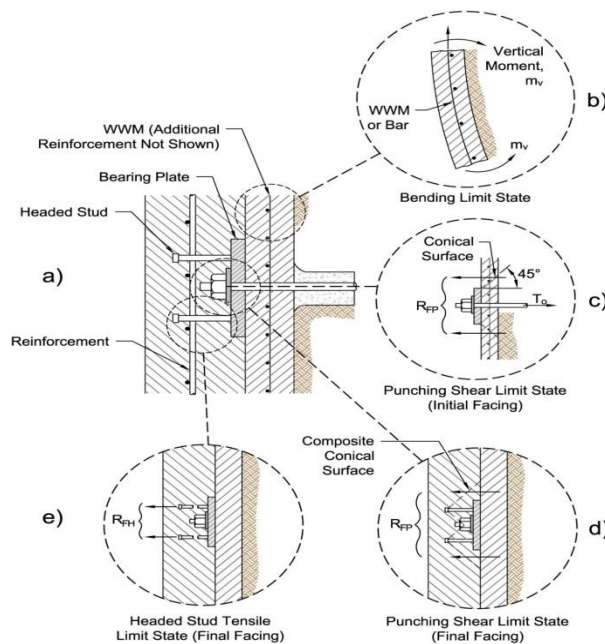 Vertical
Moment,
mv
b)
WWM
or Bar
mv
Bending Limit State
WWM (Additional
Reinforcement Not Shown)
Bearing Plate
Headed Stud
a)
Reinforcement
Conical
Surface
45°
RFP
To
c)
Punching Shear Limit State
(Initial Facing)
Composite
Conical
Surface
e)
RFH
Headed Stud Tensile
Limit State (Final Facing)
RFP
d)
Punching Shear Limit State
(Final Facing)